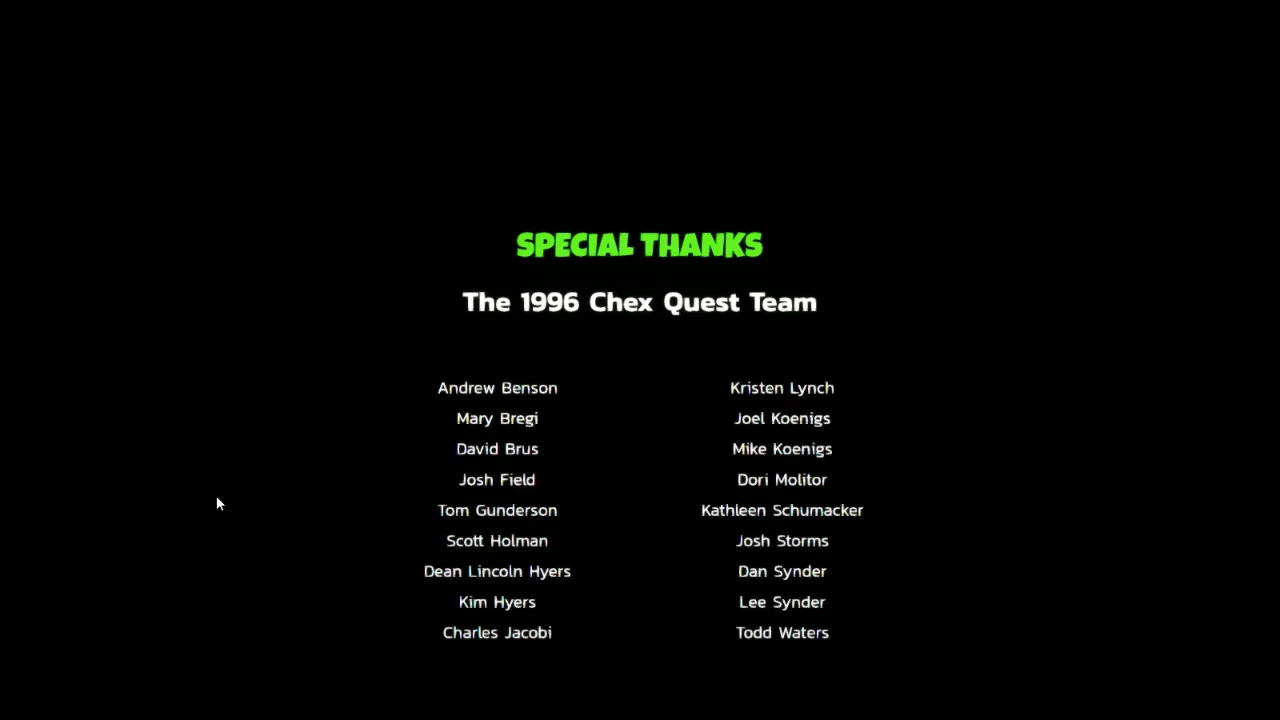 SPECIAL THANKS
The 1996 Chex Quest Team
Andrew Benson
Mary Bregi
David Brus
Josh Field
Tom Gunderson
Scott Holman
Dean Lincoln Hyers
Kim Hyers
Charles Jacobi
Kristen Lynch
Joel Koenigs
Mike Koenigs
Dori Molitor
Kathleen Schumacker
Josh Storms
Dan Synder
Lee Synder
Todd Waters